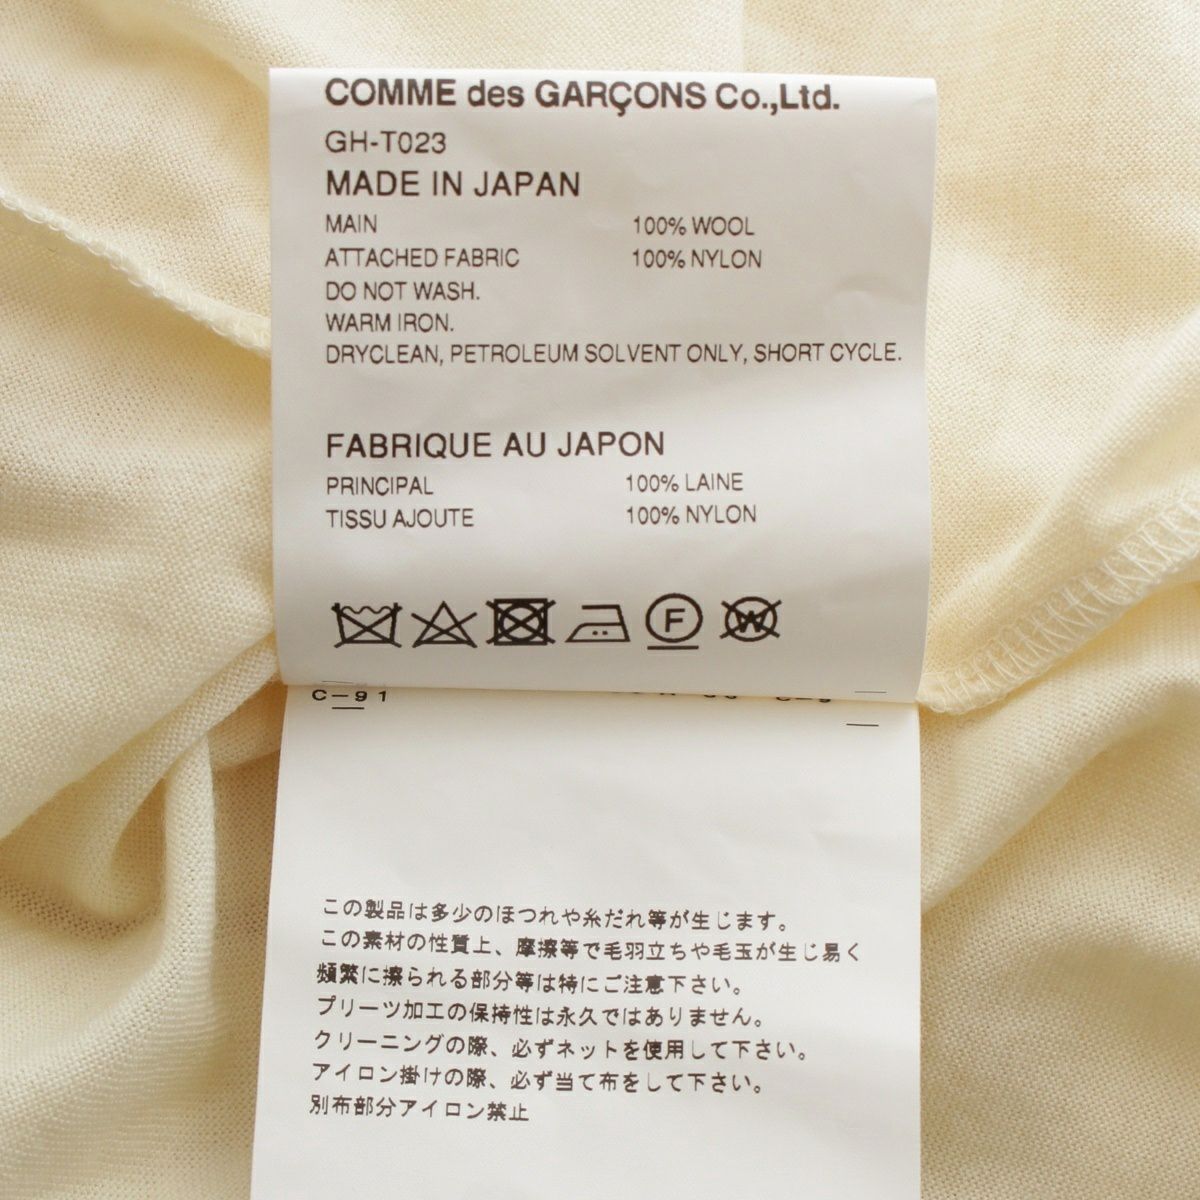 COMME des GARÇONS Co.,Ltd.
GH-T023
MADE IN JAPAN
MAIN 100% WOOL
ATTACHED FABRIC 100% NYLON
DO NOT WASH.
WARM IRON.
DRYCLEAN, PETROLEUM SOLVENT ONLY, SHORT CYCLE.
FABRIQUE AU JAPON
PRINCIPAL 100% LAINE
TISSU AJOUTE 100% NYLON
F W
C-91
この製品は多少のほつれや糸だれ等が生じます。
この素材の性質上、摩擦等で毛羽立ちや毛玉が生じ易く
頻繁に擦られる部分等は特にご注意下さい。
プリーツ加工の保持性は永久ではありません。
クリーニングの際、必ずネットを使用して下さい。
アイロン掛けの際、必ず当て布をして下さい。
別布部分アイロン禁止